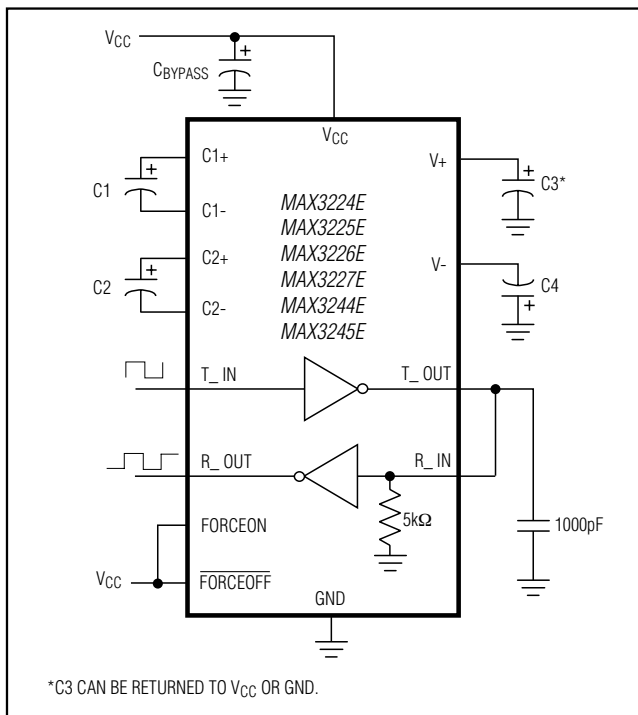 VCC
CBYPASS
+
VCC
C1+
V+
C1
+
+
C3*
C1-
MAX3224E
MAX3225E
MAX3226E
MAX3227E
MAX3244E
MAX3245E
C2+
V-
C2
+
C4
+
C2-
T_ IN
T_ OUT
R_ OUT
R_ IN
5kΩ
1000pF
FORCEON
VCC
FORCEOFF
GND
*C3 CAN BE RETURNED TO VCC OR GND.